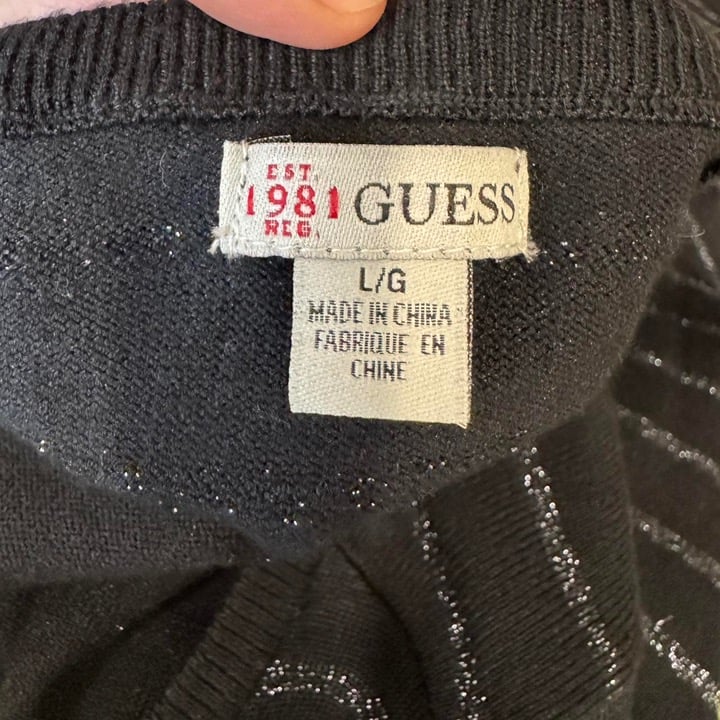 EST.
1981 GUESS
REG.
L/G
MADE IN CHINA
FABRIQUE EN
CHINE